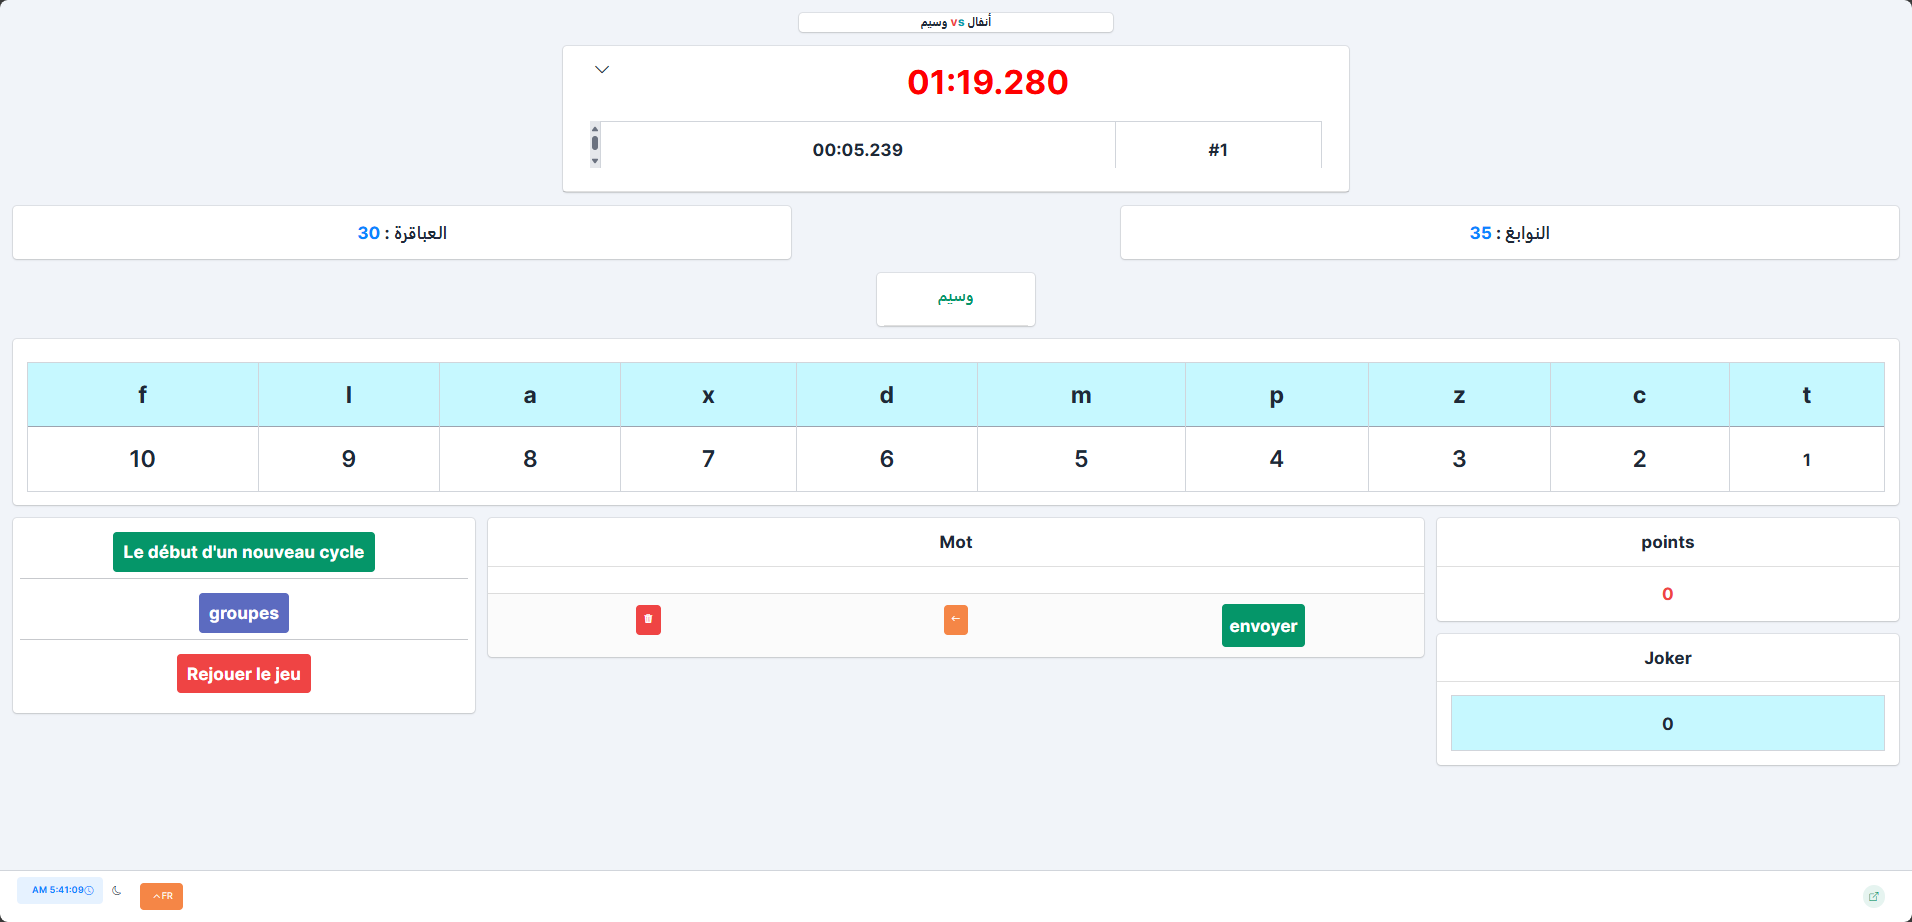 أنفال vs وسيم
01:19.280
00:05.239 #1
العباقرة : 30
النوابغ : 35
وسيم
f l a x d m p z c t
10 9 8 7 6 5 4 3 2 1
Le début d'un nouveau cycle
groupes
Rejouer le jeu
Mot
envoyer
points
0
Joker
0
AM 5:41:09
FR